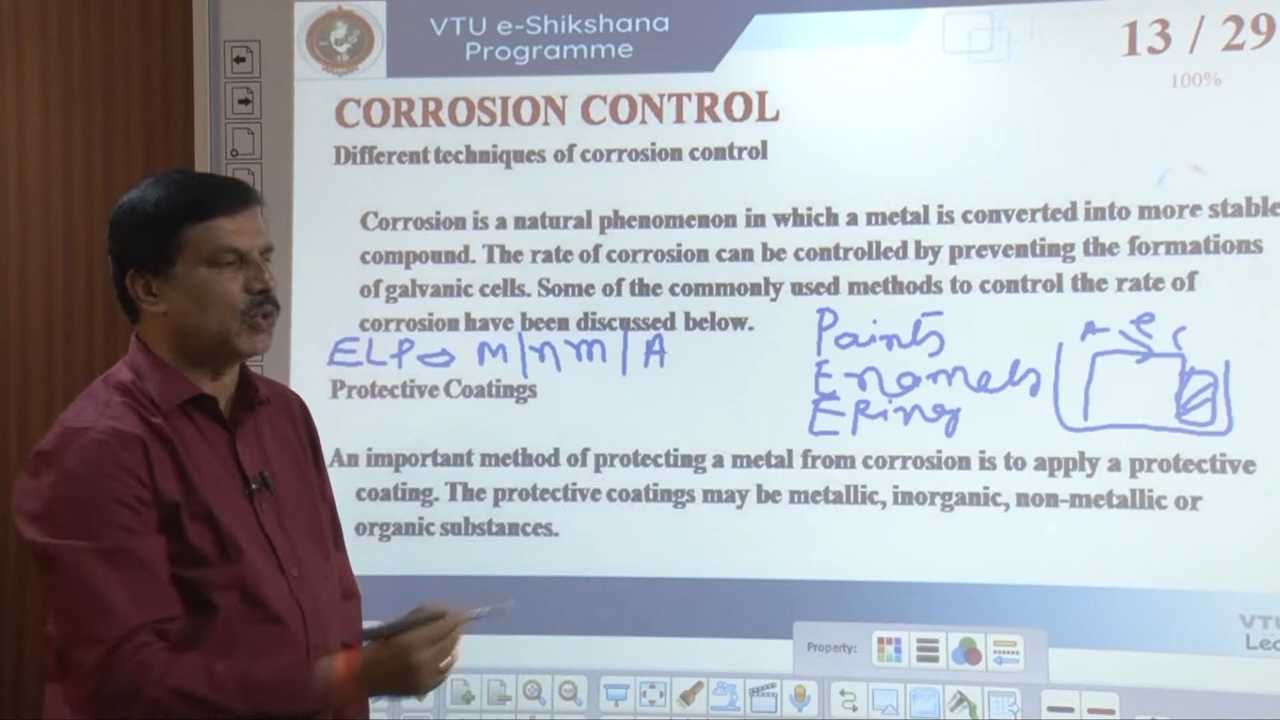 VTU e-Shikshana
Programme
13 / 29
100%
CORROSION CONTROL
Different techniques of corrosion control
Corrosion is a natural phenomenon in which a metal is converted into more stable
compound. The rate of corrosion can be controlled by preventing the formations
of galvanic cells. Some of the commonly used methods to control the rate of
corrosion have been discussed below.
ELP → M/nm/A
Paints
Enamels
A e C
Protective Coatings
An important method of protecting a metal from corrosion is to apply a protective
coating. The protective coatings may be metallic, inorganic, non-metallic or
organic substances.
VTU
Property: